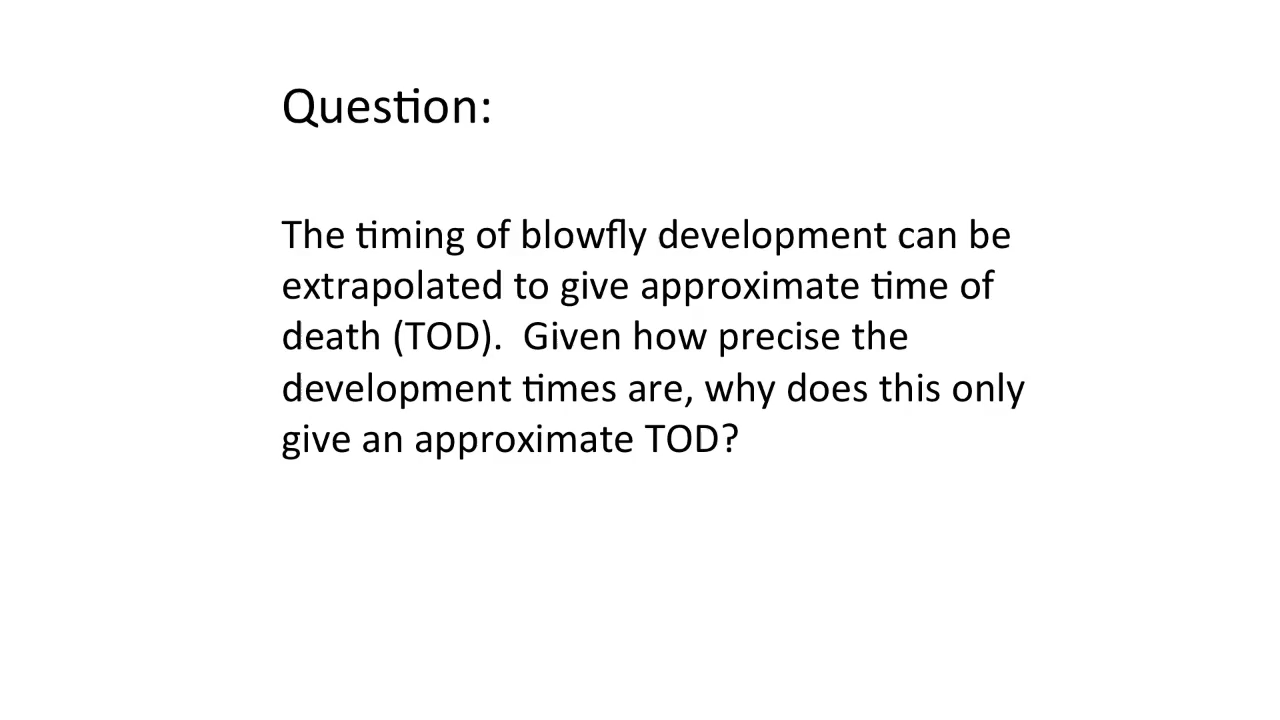 Question:
The timing of blowfly development can be
extrapolated to give approximate time of
death (TOD).  Given how precise the
development times are, why does this only
give an approximate TOD?